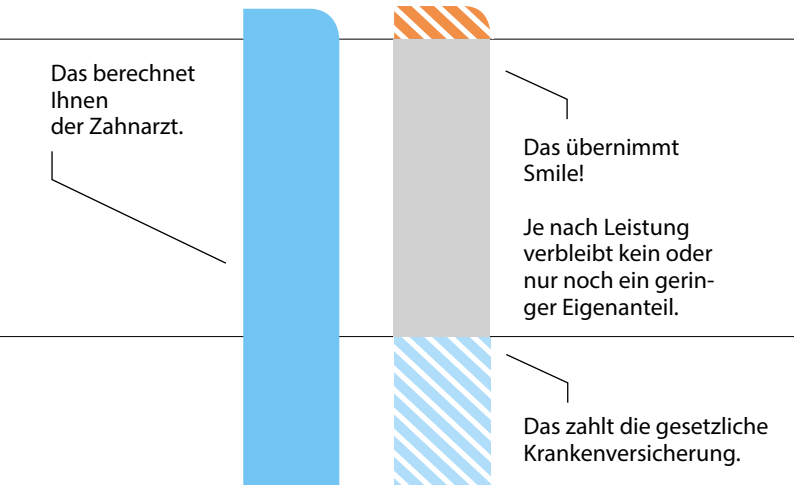 Das berechnet
Ihnen
der Zahnarzt.
Das übernimmt
Smile!
Je nach Leistung
verbleibt kein oder
nur noch ein gerin-
ger Eigenanteil.
Das zahlt die gesetzliche
Krankenversicherung.